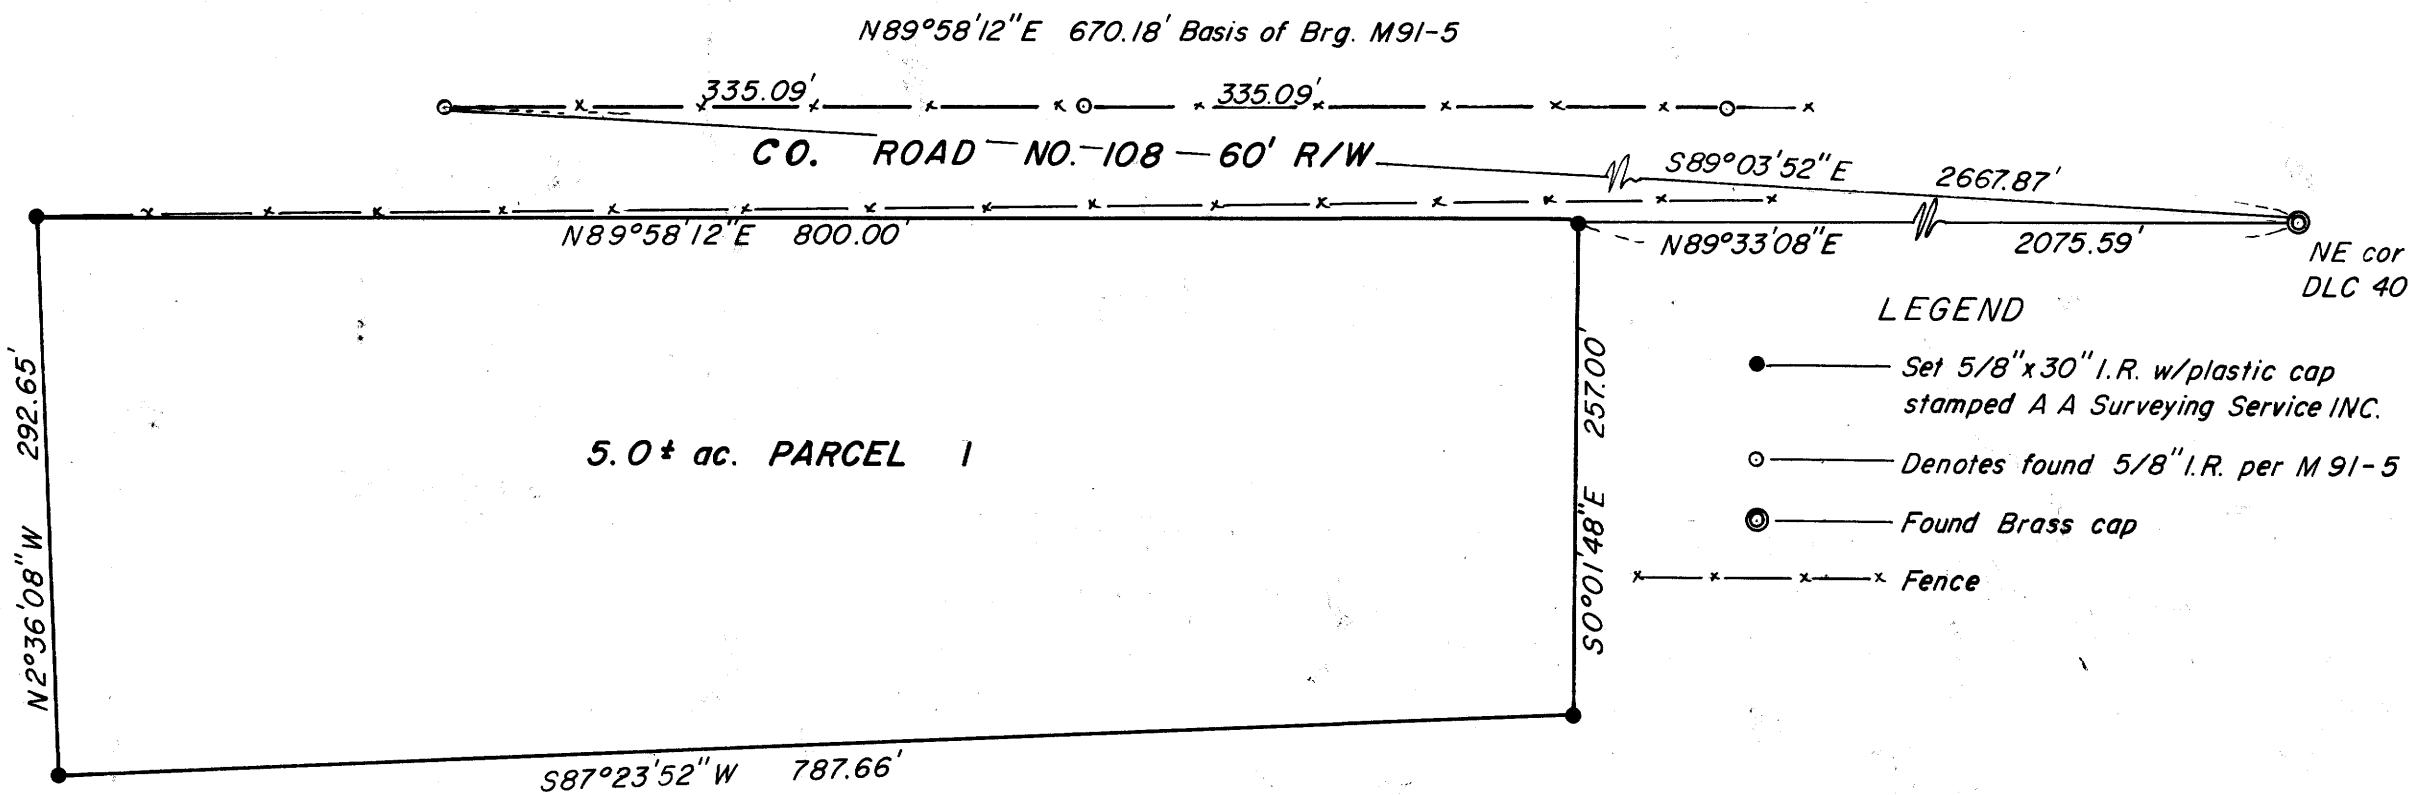 N89°58'12"E 670.18' Basis of Brg. M91-5
335.09' 335.09'
CO. ROAD NO. 108 60' R/W
S89°03'52"E 2667.87'
N89°58'12"E 800.00'
N89°33'08"E 2075.59'
NE cor
DLC 40
LEGEND
Set 5/8"x30" I.R. w/plastic cap
stamped A A Surveying Service INC.
Denotes found 5/8" I.R. per M 91-5
Found Brass cap
Fence
N2°36'08"W 292.65'
5.0± ac. PARCEL 1
S0°01'48"E 257.00'
S87°23'52"W 787.66'